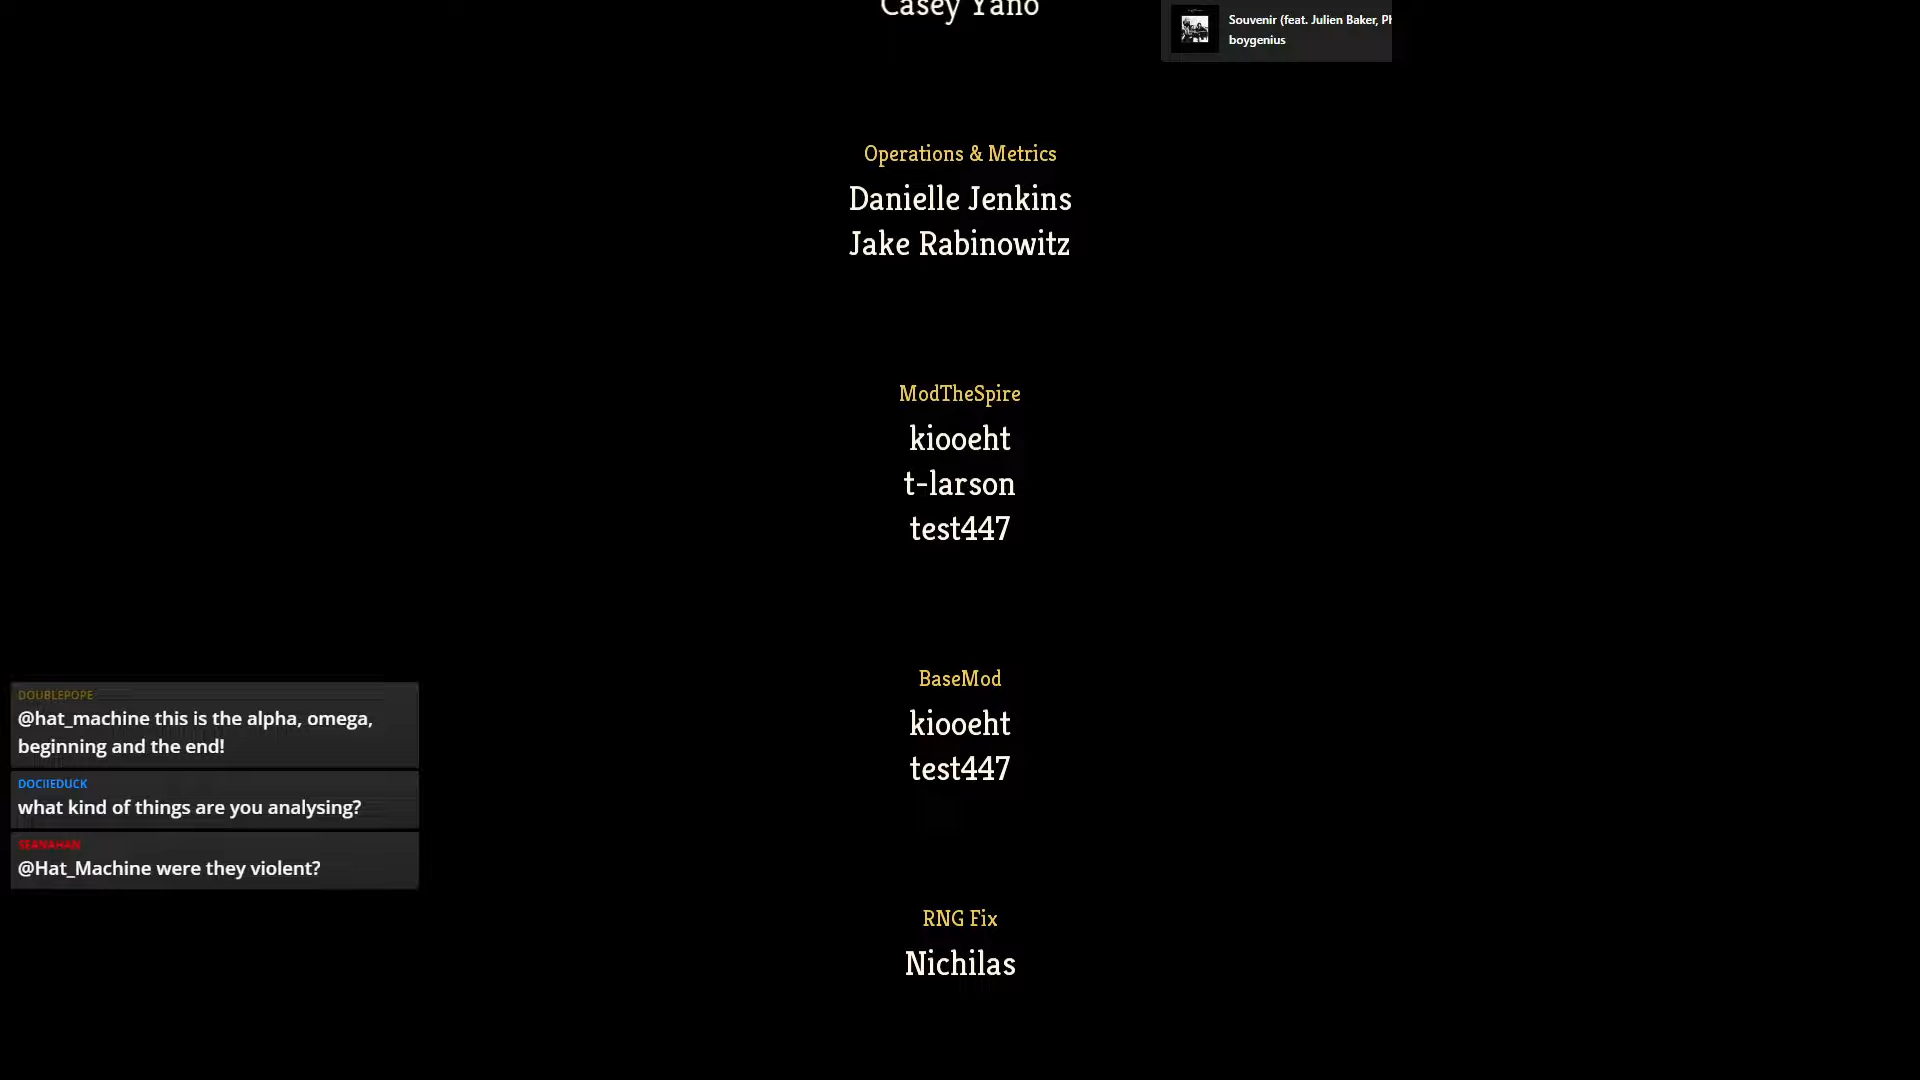 Casey Yano
Souvenir (feat. Julien Baker, Ph
boygenius
Operations & Metrics
Danielle Jenkins
Jake Rabinowitz
ModTheSpire
kiooeht
t-larson
test447
BaseMod
kiooeht
test447
DOUBLEPOPE
@hat_machine this is the alpha, omega,
beginning and the end!
DOCIIEDUCK
what kind of things are you analysing?
SEANAHAN
@Hat_Machine were they violent?
RNG Fix
Nichilas